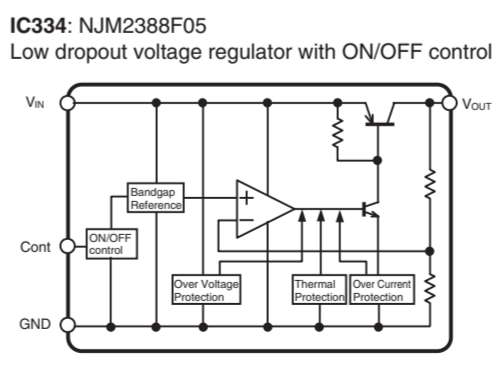 IC334: NJM2388F05
Low dropout voltage regulator with ON/OFF control
VIN
VOUT
Bandgap
Reference
+
−
Cont
ON/OFF
control
Over Voltage
Protection
Thermal
Protection
Over Current
Protection
GND